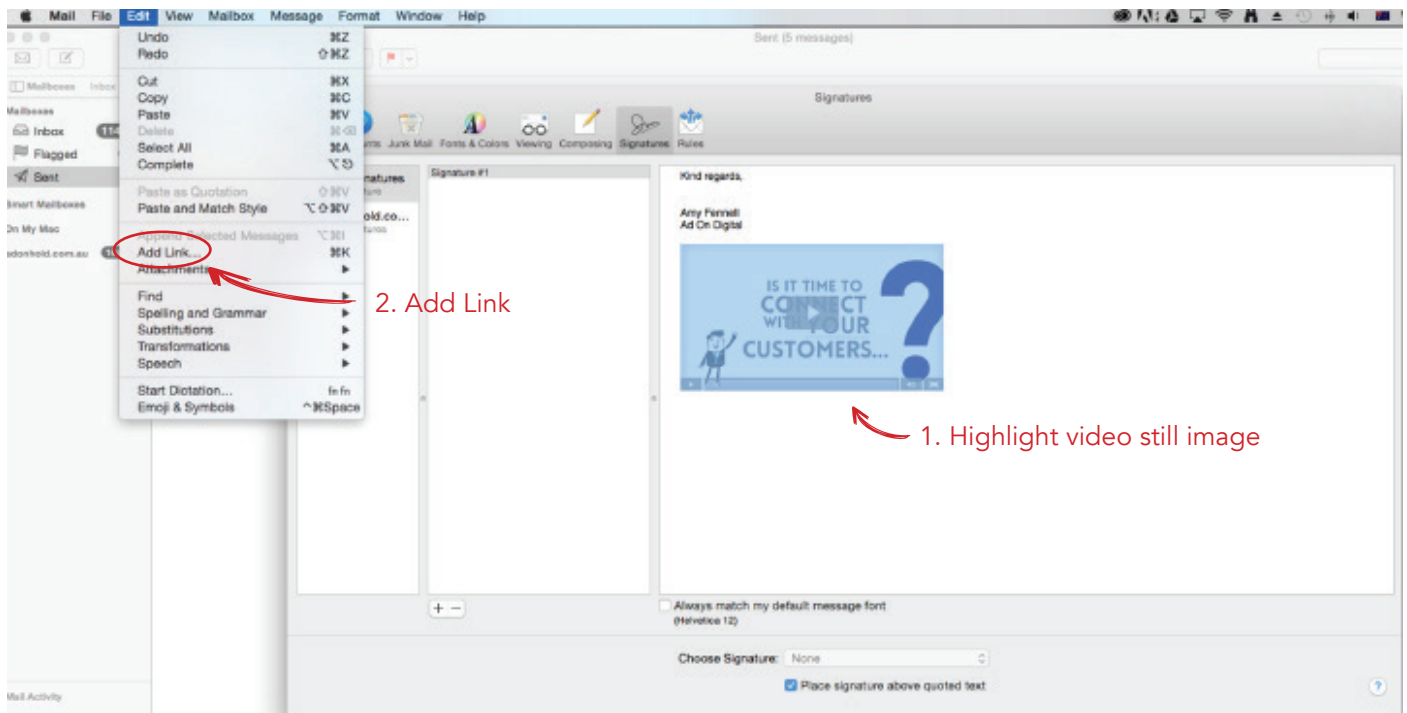 Mail File Edit View Mailbox Message Format Window Help
Sent (5 messages)
Undo ⌘Z
Redo ⇧⌘Z
Cut ⌘X
Copy ⌘C
Paste ⌘V
Delete ⌘⌫
Select All ⌘A
Complete ⌥⎋
Paste as Quotation ⇧⌘V
Paste and Match Style ⌥⇧⌘V
Append Selected Messages ⌥⌘I
Add Link... ⌘K
Attachments
Find
Spelling and Grammar
Substitutions
Transformations
Speech
Start Dictation... fn fn
Emoji & Symbols ^⌘Space
Mailboxes Inbox
Mailboxes
Inbox
Flagged
Sent
Smart Mailboxes
On My Mac
adonhold.com.au
Mail Activity
Signatures
Junk Mail Fonts & Colors Viewing Composing Signatures Rules
Signature #1
Kind regards,
Amy Fennell
Ad On Digital
IS IT TIME TO
CONNECT
WITH YOUR
CUSTOMERS...
?
2. Add Link
1. Highlight video still image
+ −
Always match my default message font
(Helvetica 12)
Choose Signature: None
Place signature above quoted text
?